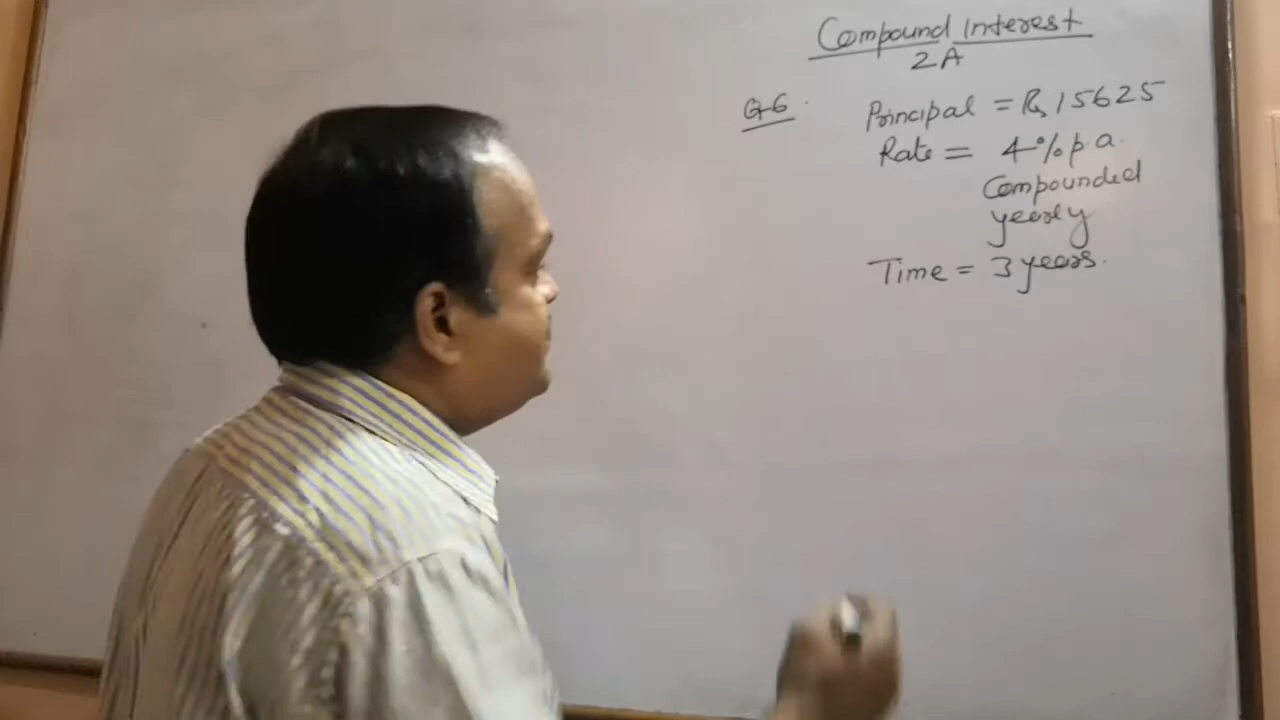 Compound Interest
2A
Q-6. Principal = Rs 15625
Rate = 4% p.a.
Compounded
yearly
Time = 3 years.